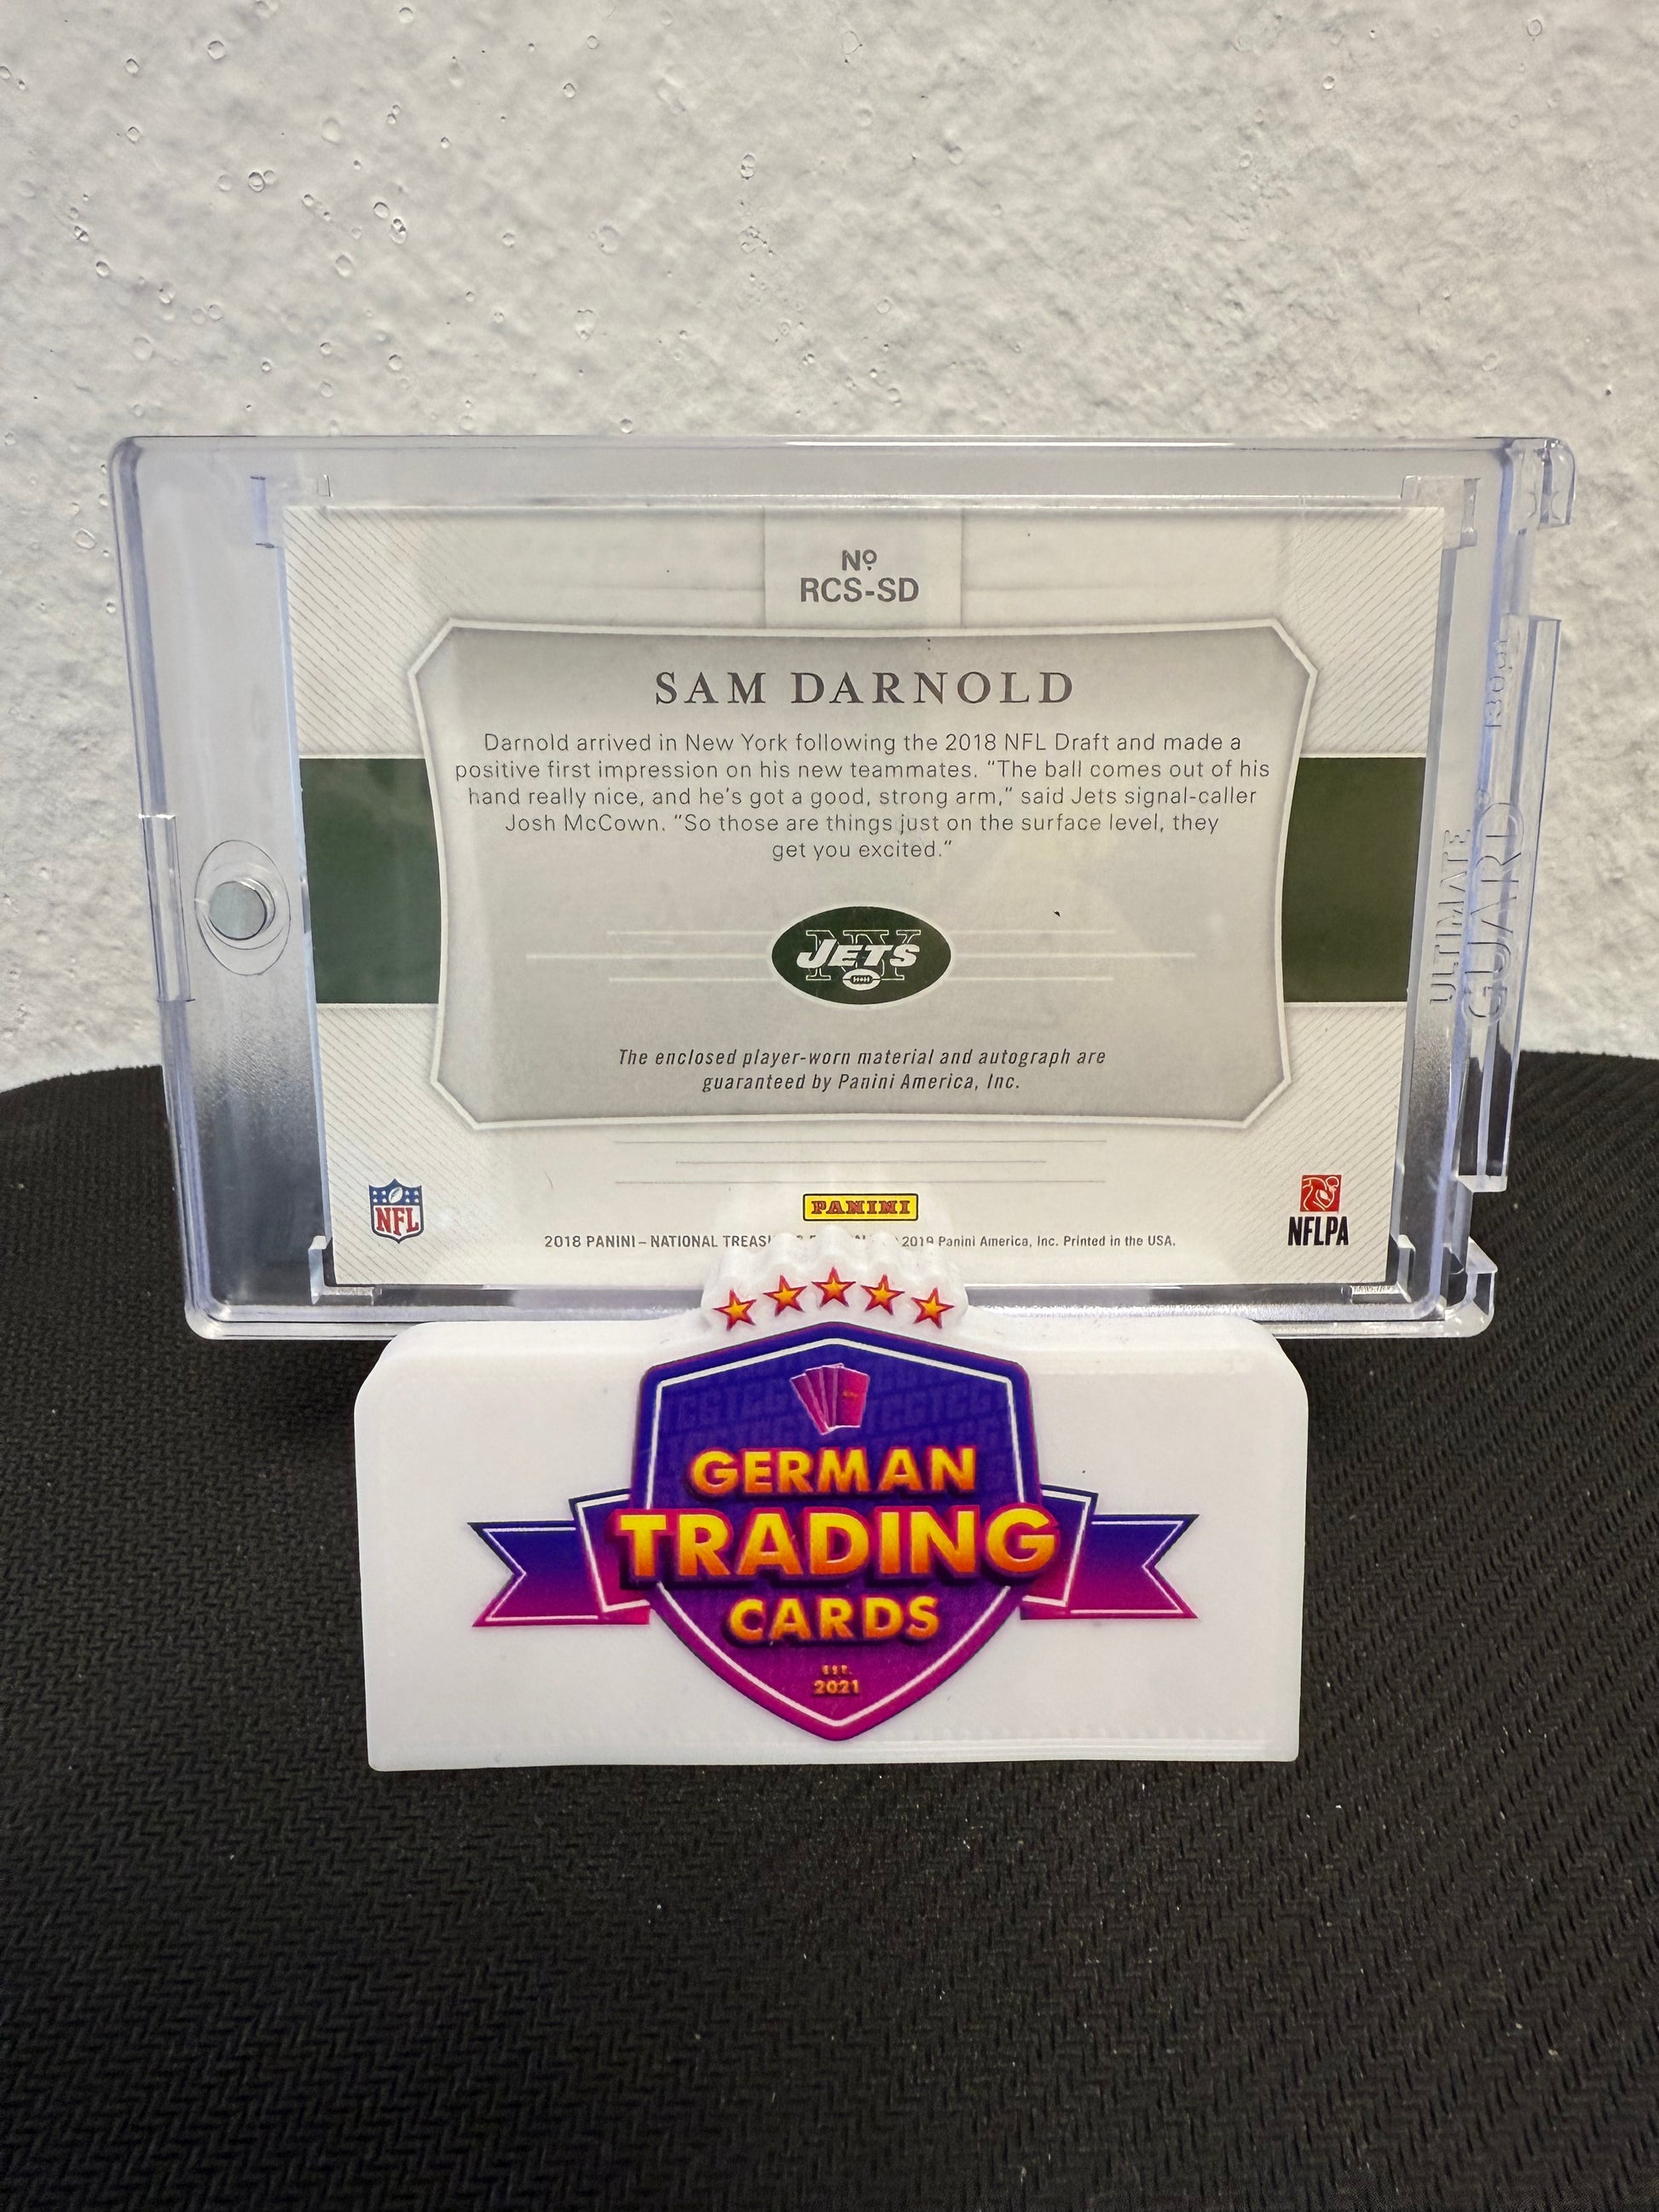 Nº
RCS-SD
SAM DARNOLD
Darnold arrived in New York following the 2018 NFL Draft and made a
positive first impression on his new teammates. "The ball comes out of his
hand really nice, and he's got a good, strong arm," said Jets signal-caller
Josh McCown. "So those are things just on the surface level, they
get you excited."
NY
JETS
The enclosed player-worn material and autograph are
guaranteed by Panini America, Inc.
NFL
PANINI
NFLPA
2018 PANINI – NATIONAL 2019 Panini America, Inc. Printed in the USA.
ULTIMATE
GUARD
GERMAN
TRADING
CARDS
EST.
2021